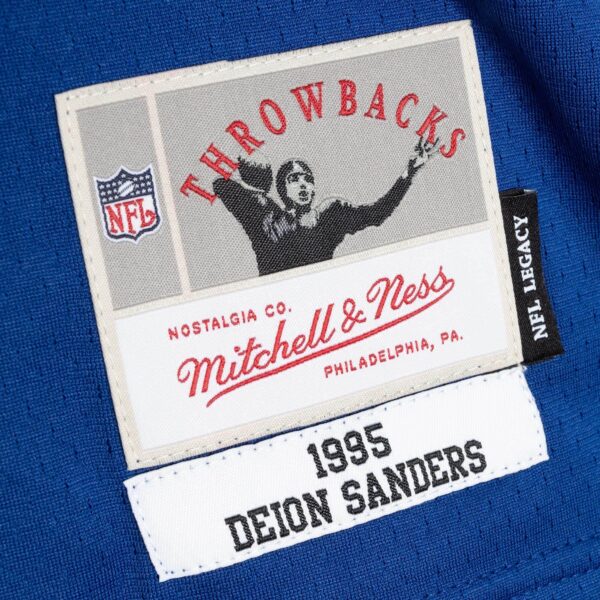 THROWBACKS
NFL
NOSTALGIA CO.
Mitchell & Ness
PHILADELPHIA, PA.
NFL LEGACY
1995
DEION SANDERS